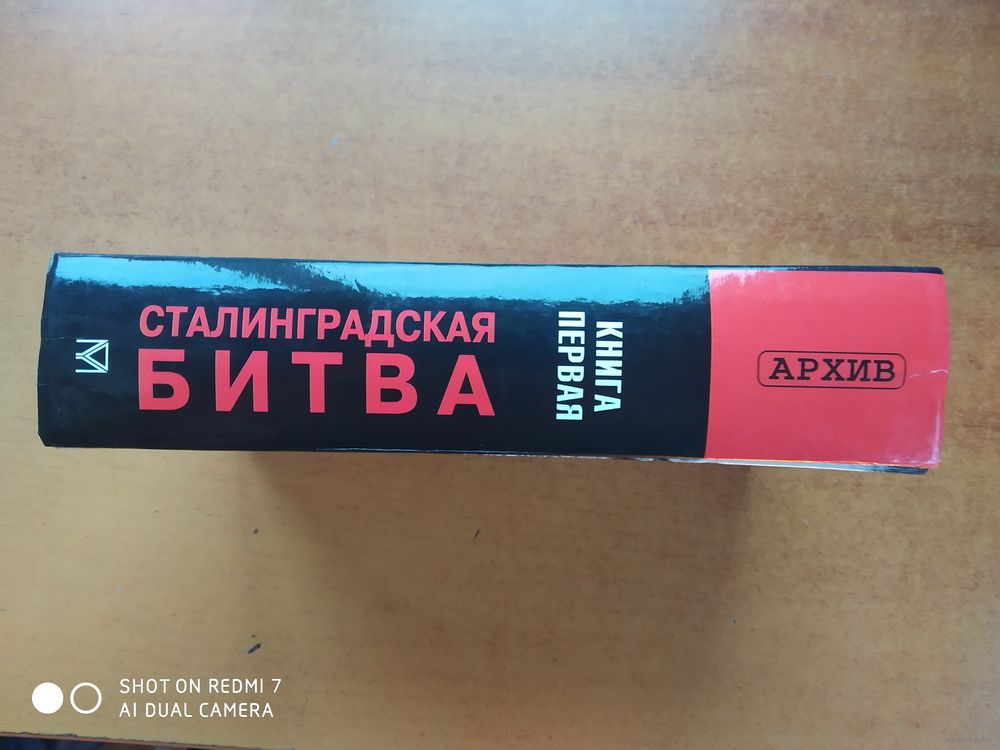 СТАЛИНГРАДСКАЯ
БИТВА
КНИГА
ПЕРВАЯ
АРХИВ
SHOT ON REDMI 7
AI DUAL CAMERA